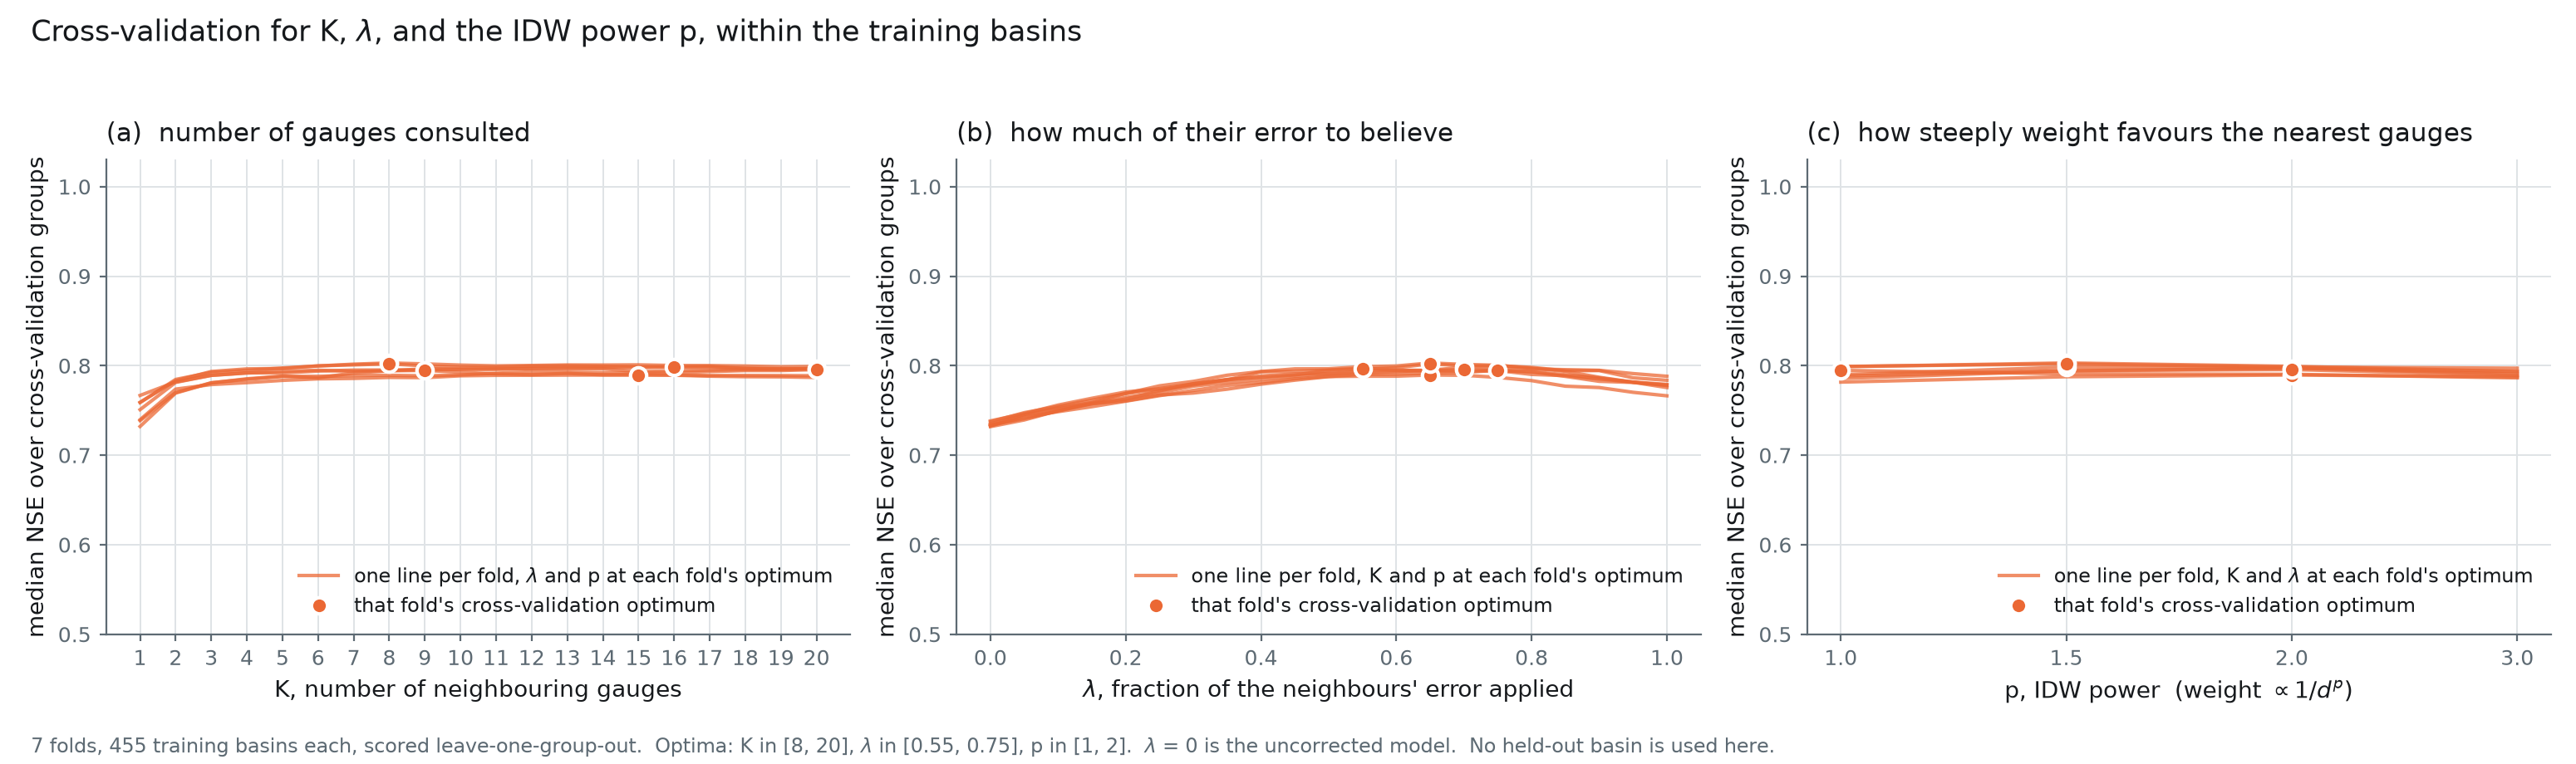 Cross-validation for K, λ, and the IDW power p, within the training basins
(a) number of gauges consulted
median NSE over cross-validation groups
1.0
0.9
0.8
0.7
0.6
0.5
one line per fold, λ and p at each fold's optimum
that fold's cross-validation optimum
1 2 3 4 5 6 7 8 9 10 11 12 13 14 15 16 17 18 19 20
K, number of neighbouring gauges
(b) how much of their error to believe
median NSE over cross-validation groups
1.0
0.9
0.8
0.7
0.6
0.5
one line per fold, K and p at each fold's optimum
that fold's cross-validation optimum
0.0 0.2 0.4 0.6 0.8 1.0
λ, fraction of the neighbours' error applied
(c) how steeply weight favours the nearest gauges
median NSE over cross-validation groups
1.0
0.9
0.8
0.7
0.6
0.5
one line per fold, K and λ at each fold's optimum
that fold's cross-validation optimum
1.0 1.5 2.0 3.0
p, IDW power (weight ∝ 1/d^p)
7 folds, 455 training basins each, scored leave-one-group-out. Optima: K in [8, 20], λ in [0.55, 0.75], p in [1, 2]. λ = 0 is the uncorrected model. No held-out basin is used here.